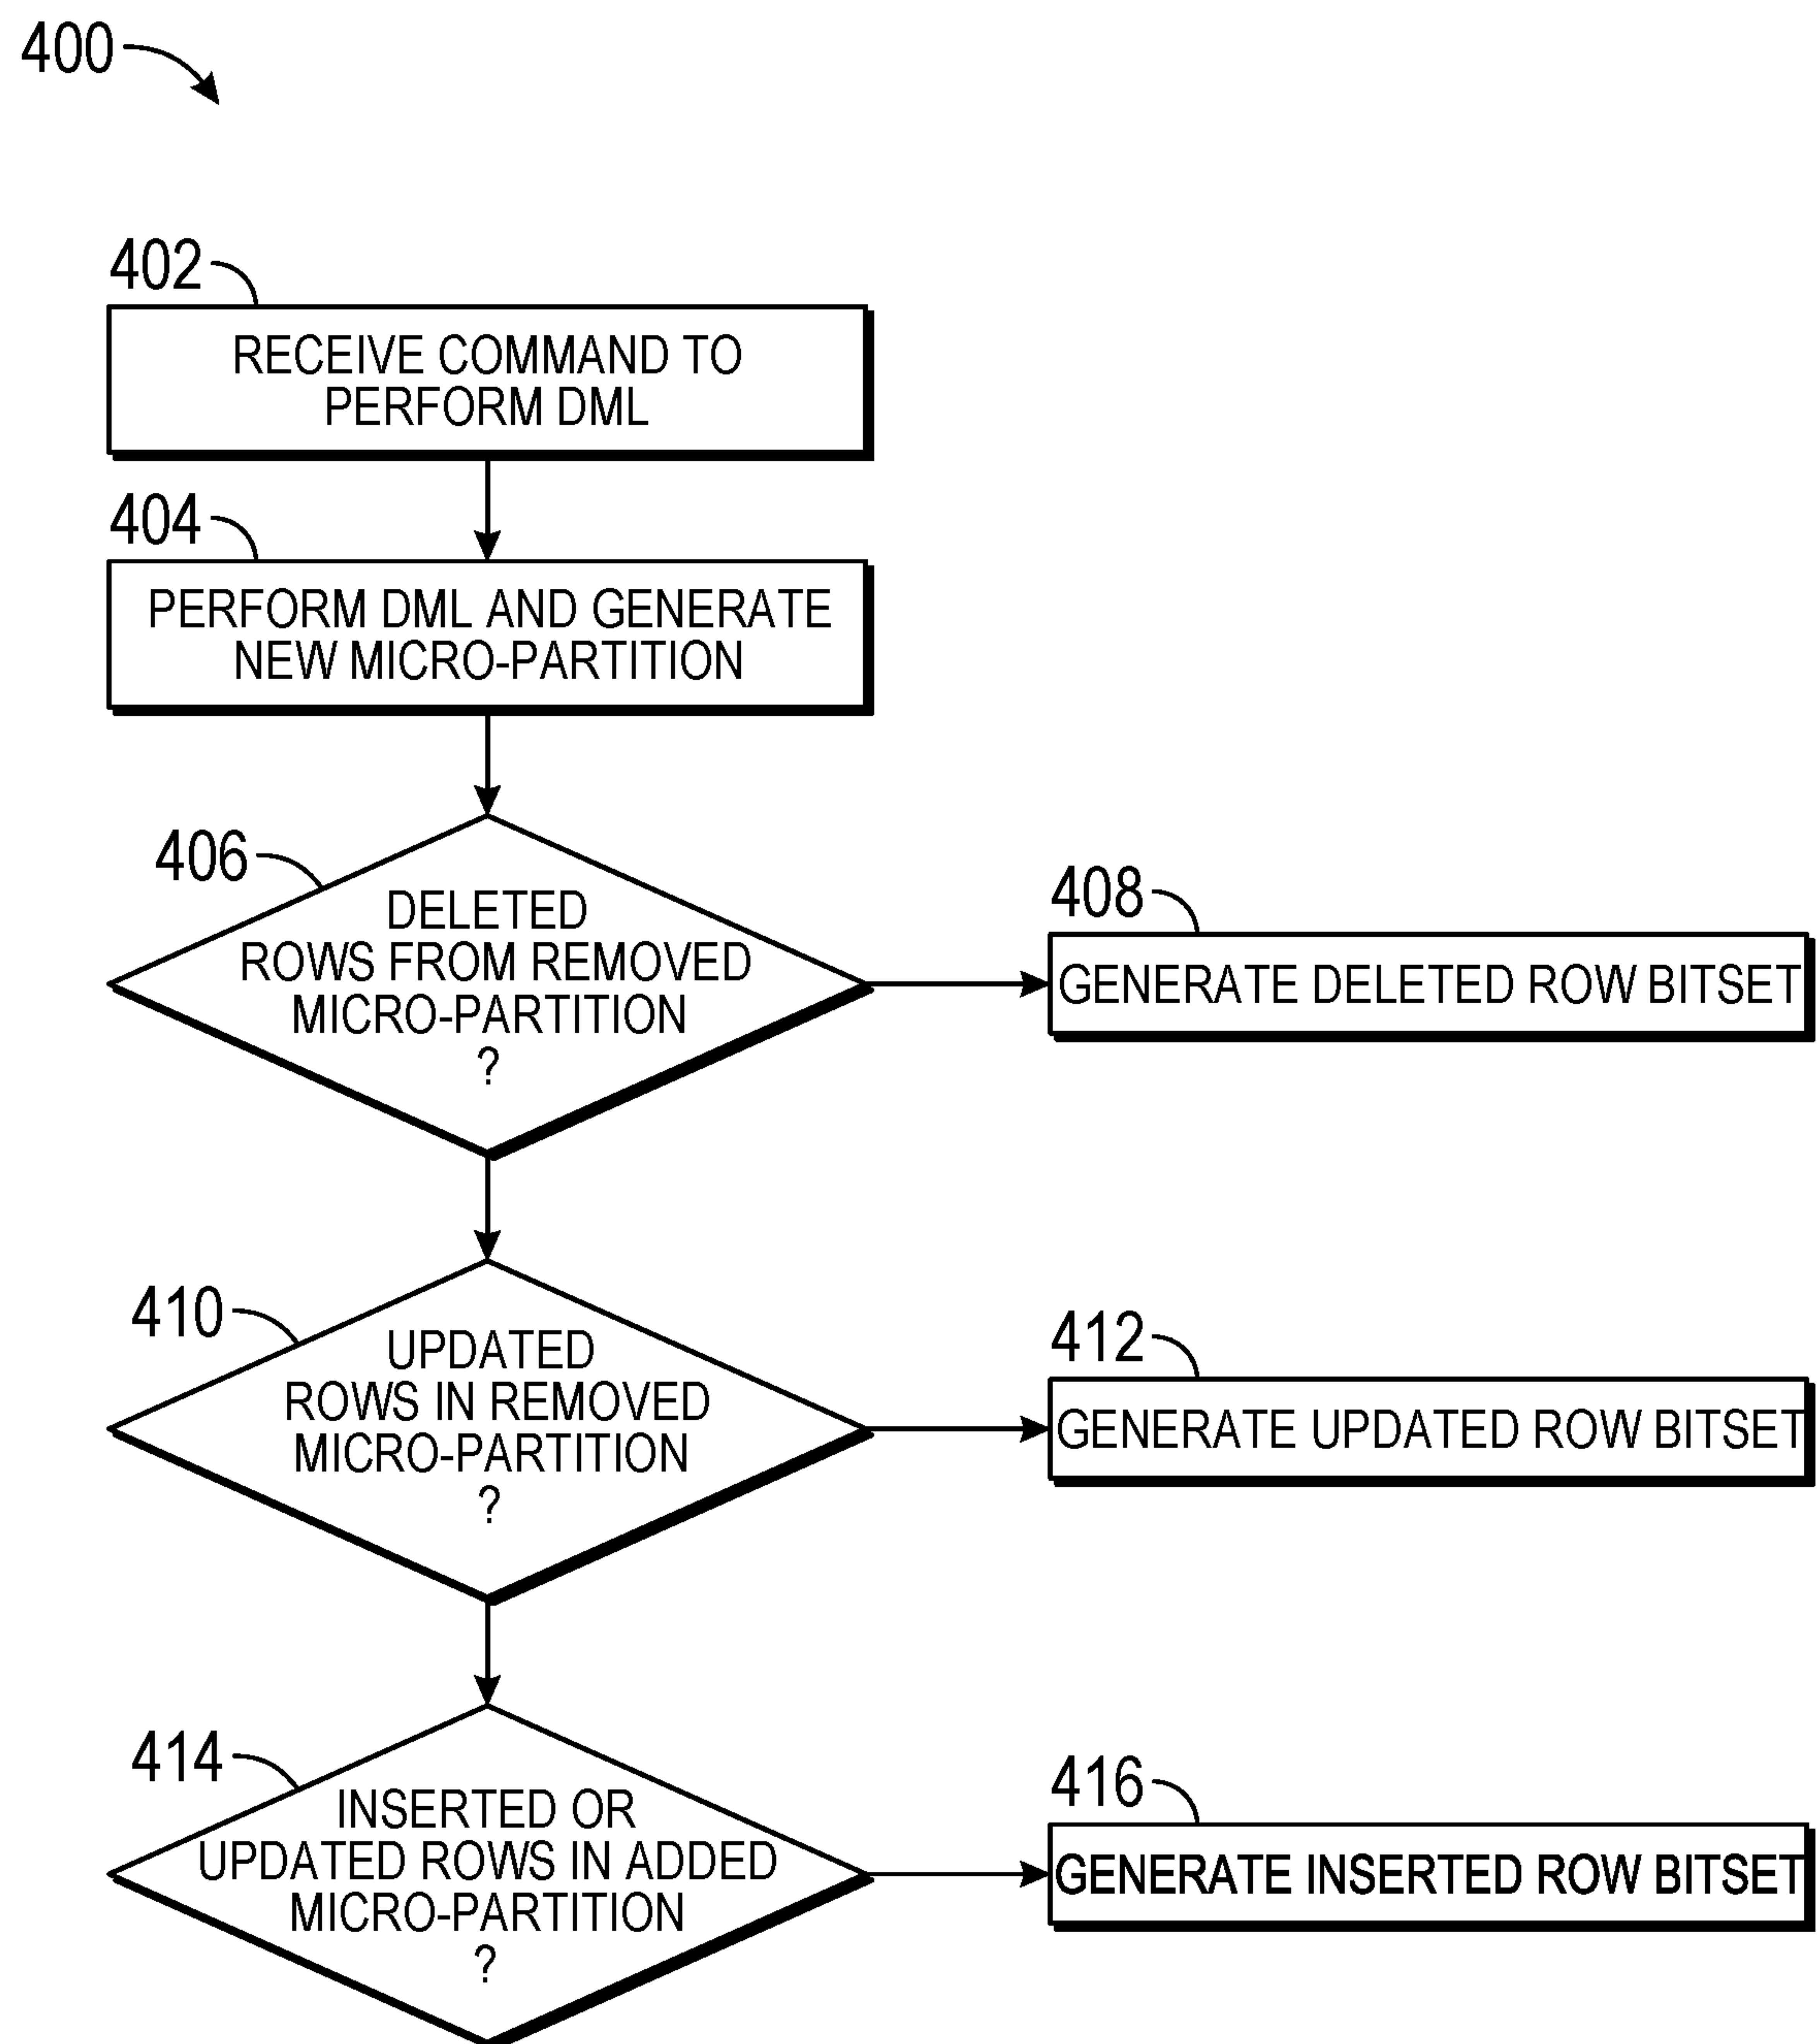 400
402
RECEIVE COMMAND TO
PERFORM DML
404
PERFORM DML AND GENERATE
NEW MICRO-PARTITION
406
DELETED
ROWS FROM REMOVED
MICRO-PARTITION
?
408
GENERATE DELETED ROW BITSET
410
UPDATED
ROWS IN REMOVED
MICRO-PARTITION
?
412
GENERATE UPDATED ROW BITSET
414
INSERTED OR
UPDATED ROWS IN ADDED
MICRO-PARTITION
?
416
GENERATE INSERTED ROW BITSET